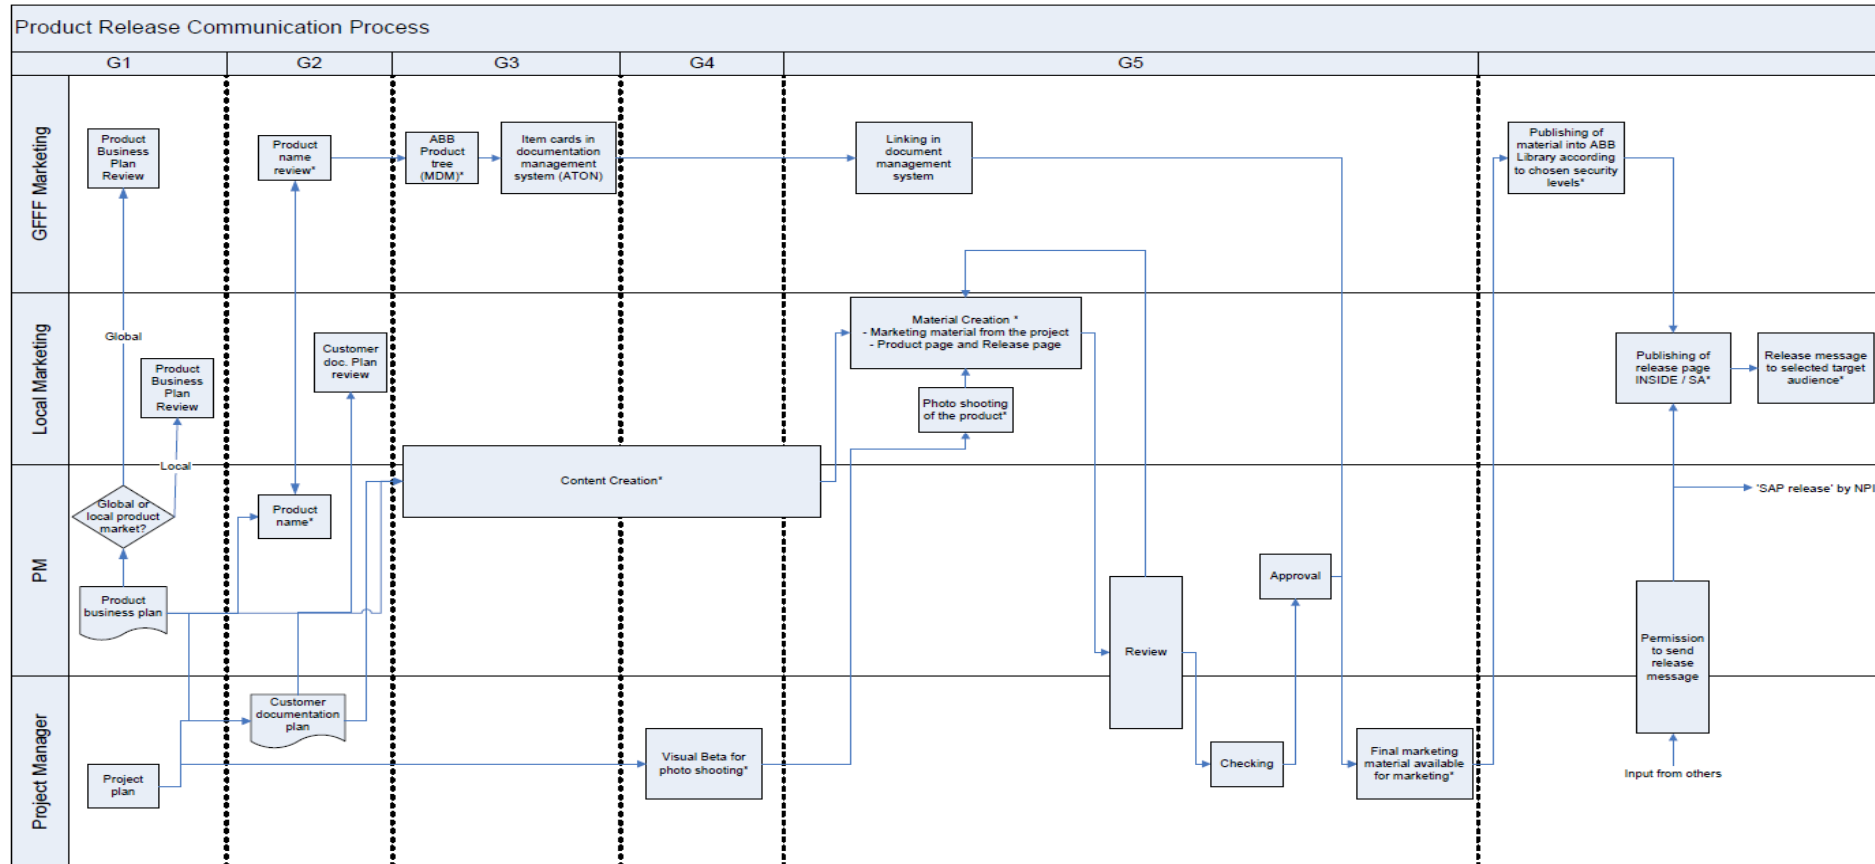 Product Release Communication Process
G1
G2
G3
G4
G5
GFFF Marketing
Product
Business
Plan
Review
Product
name
review*
ABB
Product
tree
(MDM)*
Item cards in
documentation
management
system (ATON)
Linking in
document
management
system
Publishing of
material into ABB
Library according
to chosen security
levels*
Local Marketing
Global
Product
Business
Plan
Review
Customer
doc. Plan
review
Material Creation *
- Marketing material from the project
- Product page and Release page
Photo shooting
of the product*
Publishing of
release page
INSIDE / SA*
Release message
to selected target
audience*
Local
PM
Global or
local product
market?
Product
name*
Content Creation*
'SAP release' by NPI
Product
business plan
Approval
Review
Permission
to send
release
message
Project Manager
Customer
documentation
plan
Project
plan
Visual Beta for
photo shooting*
Checking
Final marketing
material available
for marketing*
Input from others